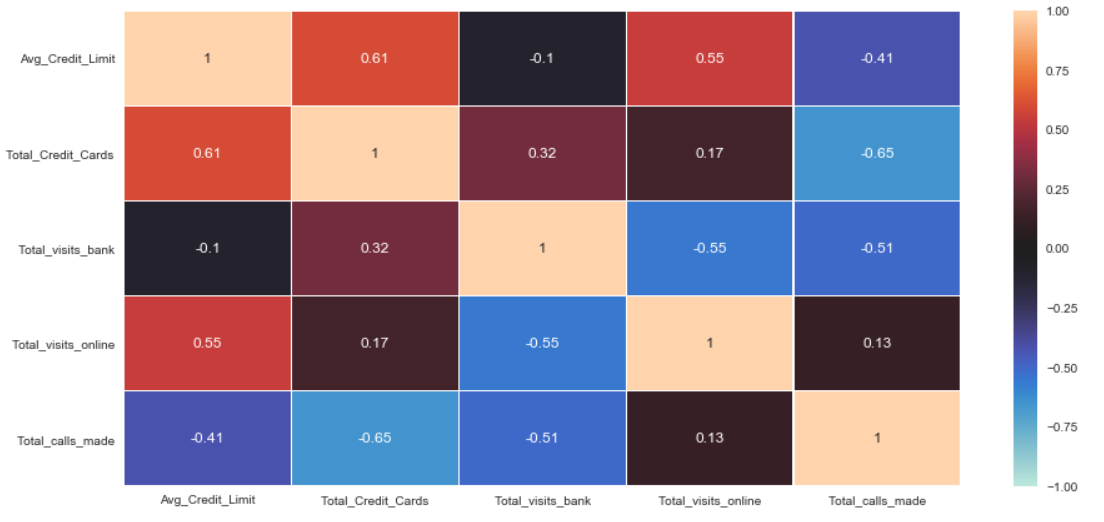 Avg_Credit_Limit 1 0.61 -0.1 0.55 -0.41
Total_Credit_Cards 0.61 1 0.32 0.17 -0.65
Total_visits_bank -0.1 0.32 1 -0.55 -0.51
Total_visits_online 0.55 0.17 -0.55 1 0.13
Total_calls_made -0.41 -0.65 -0.51 0.13 1
Avg_Credit_Limit Total_Credit_Cards Total_visits_bank Total_visits_online Total_calls_made
1.00
0.75
0.50
0.25
0.00
−0.25
−0.50
−0.75
−1.00